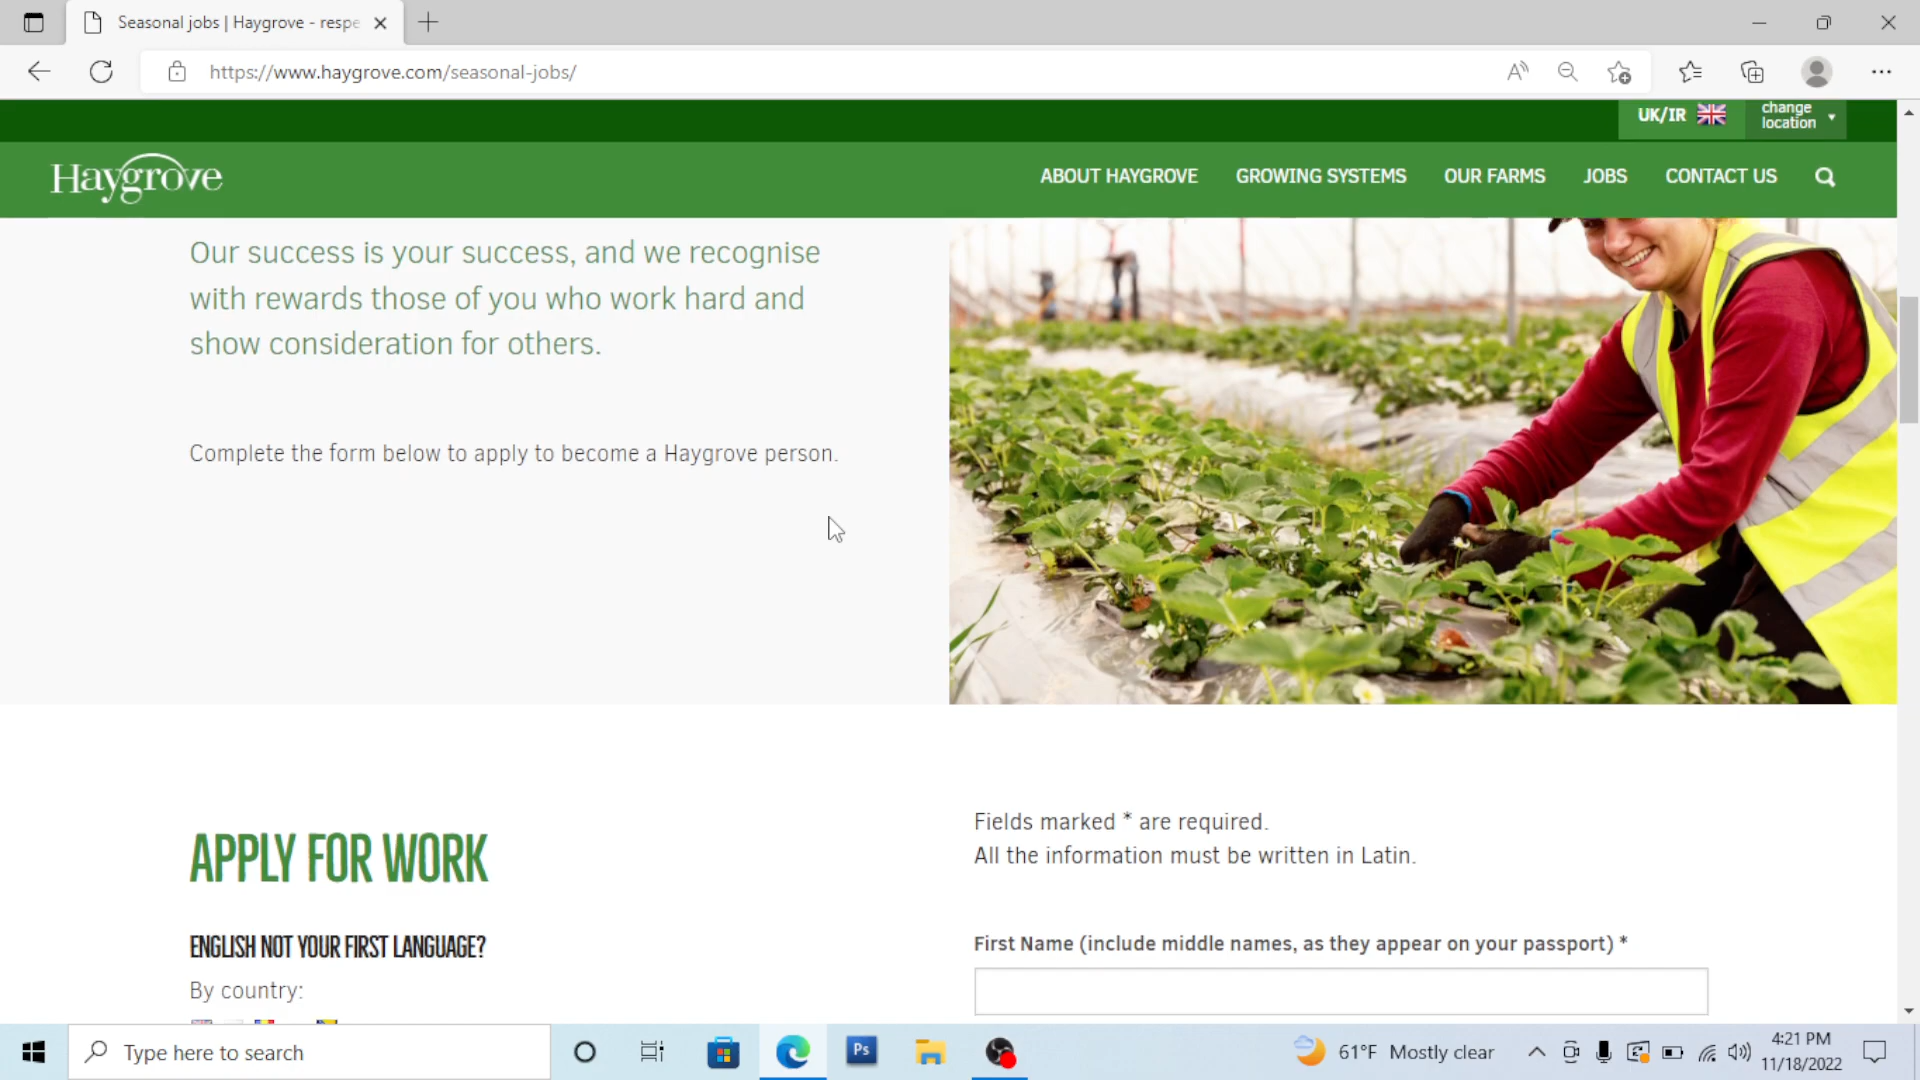 Seasonal jobs | Haygrove - respe
https://www.haygrove.com/seasonal-jobs/
UK/IR
change
location
Haygrove
ABOUT HAYGROVE GROWING SYSTEMS OUR FARMS JOBS CONTACT US
Our success is your success, and we recognise
with rewards those of you who work hard and
show consideration for others.
Complete the form below to apply to become a Haygrove person.
APPLY FOR WORK
ENGLISH NOT YOUR FIRST LANGUAGE?
By country:
Fields marked * are required.
All the information must be written in Latin.
First Name (include middle names, as they appear on your passport) *
Type here to search
Ps
61°F Mostly clear
4:21 PM
11/18/2022